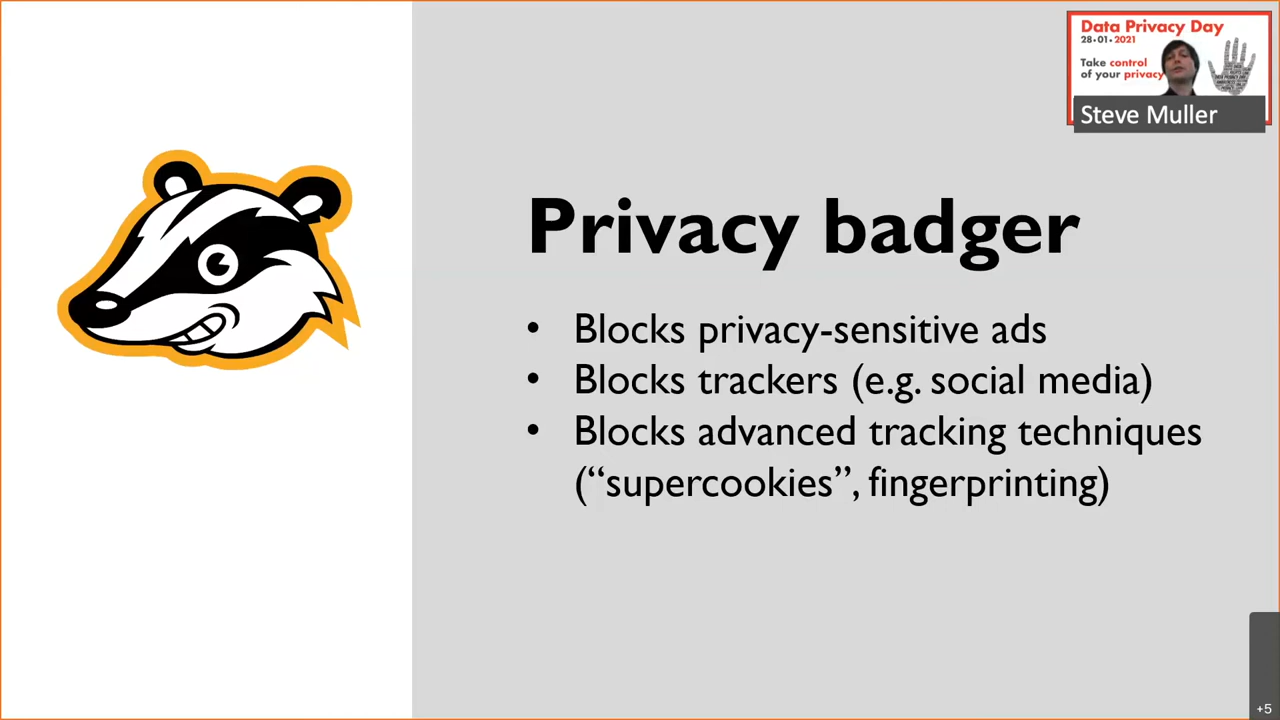 Data Privacy Day
28•01•2021
Take control
of your privacy
Steve Muller
Privacy badger
• Blocks privacy-sensitive ads
• Blocks trackers (e.g. social media)
• Blocks advanced tracking techniques
(“supercookies”, fingerprinting)
+5